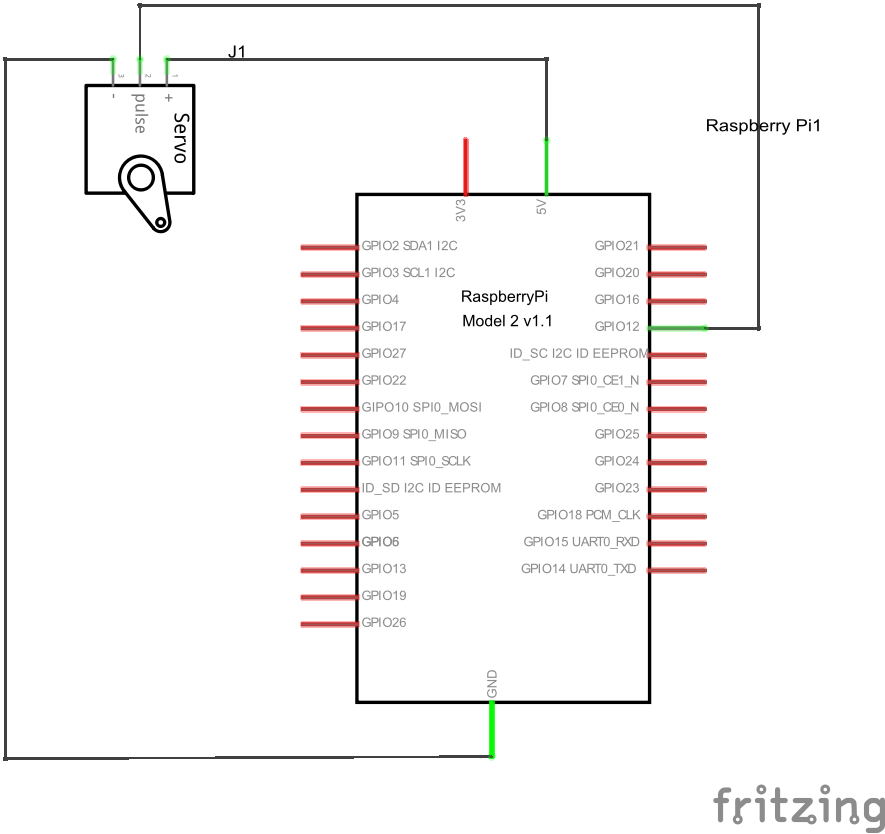 J1
3
2
1
-
pulse
+
Servo
Raspberry Pi1
3V3
5V
GPIO2 SDA1 I2C
GPIO21
GPIO3 SCL1 I2C
GPIO20
GPIO4
RaspberryPi
GPIO16
GPIO17
Model 2 v1.1
GPIO12
GPIO27
ID_SC I2C ID EEPROM
GPIO22
GPIO7 SPI0_CE1_N
GIPO10 SPI0_MOSI
GPIO8 SPI0_CE0_N
GPIO9 SPI0_MISO
GPIO25
GPIO11 SPI0_SCLK
GPIO24
ID_SD I2C ID EEPROM
GPIO23
GPIO5
GPIO18 PCM_CLK
GPIO6
GPIO15 UART0_RXD
GPIO13
GPIO14 UART0_TXD
GPIO19
GPIO26
GND
fritzing